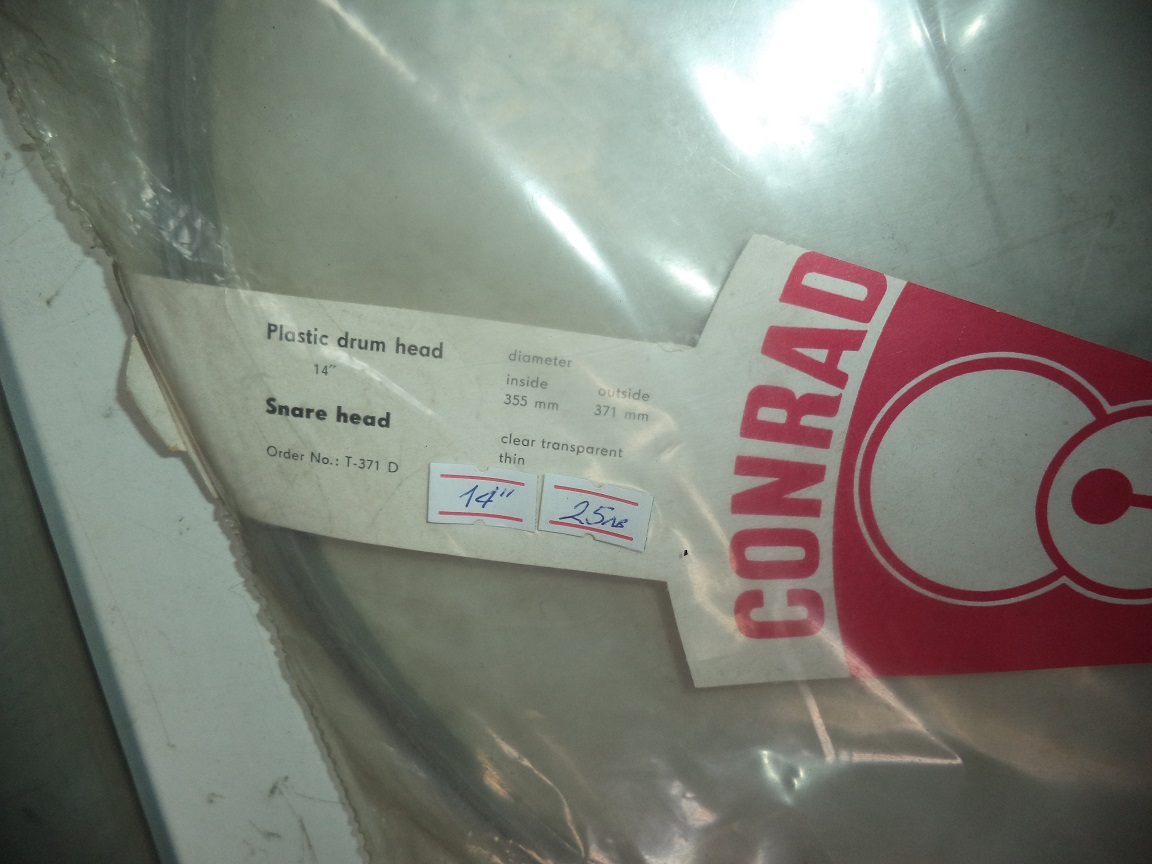 Plastic drum head
14"
Snare head
Order No.: T-371 D
diameter
inside outside
355 mm 371 mm
clear transparent
thin
14"
25лв
CONRAD